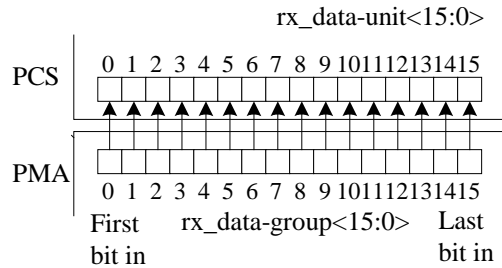 rx_data-unit<15:0>
PCS
0 1 2 3 4 5 6 7 8 9 10 11 12 13 14 15
PMA
0 1 2 3 4 5 6 7 8 9 10 11 12 13 14 15
First bit in
rx_data-group<15:0>
Last bit in